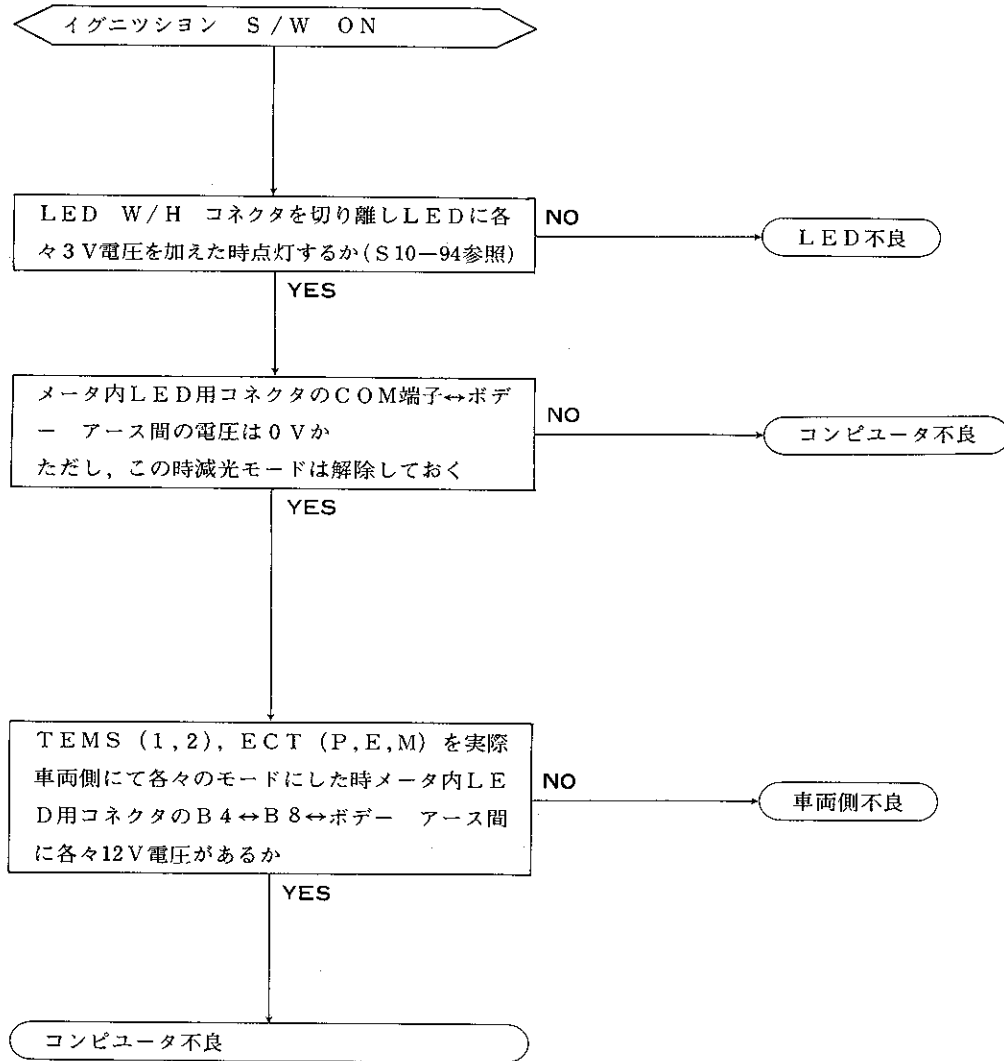 イグニツシヨン　S/W　ON
LED　W/H　コネクタを切り離しLEDに各
々3V電圧を加えた時点灯するか(S10―94参照)
NO
LED不良
YES
メータ内LED用コネクタのCOM端子↔ボデ
ー　アース間の電圧は0Vか
ただし，この時減光モードは解除しておく
NO
コンピユータ不良
YES
TEMS (1,2), ECT (P,E,M) を実際
車両側にて各々のモードにした時メータ内LE
D用コネクタのB4↔B8↔ボデー　アース間
に各々12V電圧があるか
NO
車両側不良
YES
コンピユータ不良